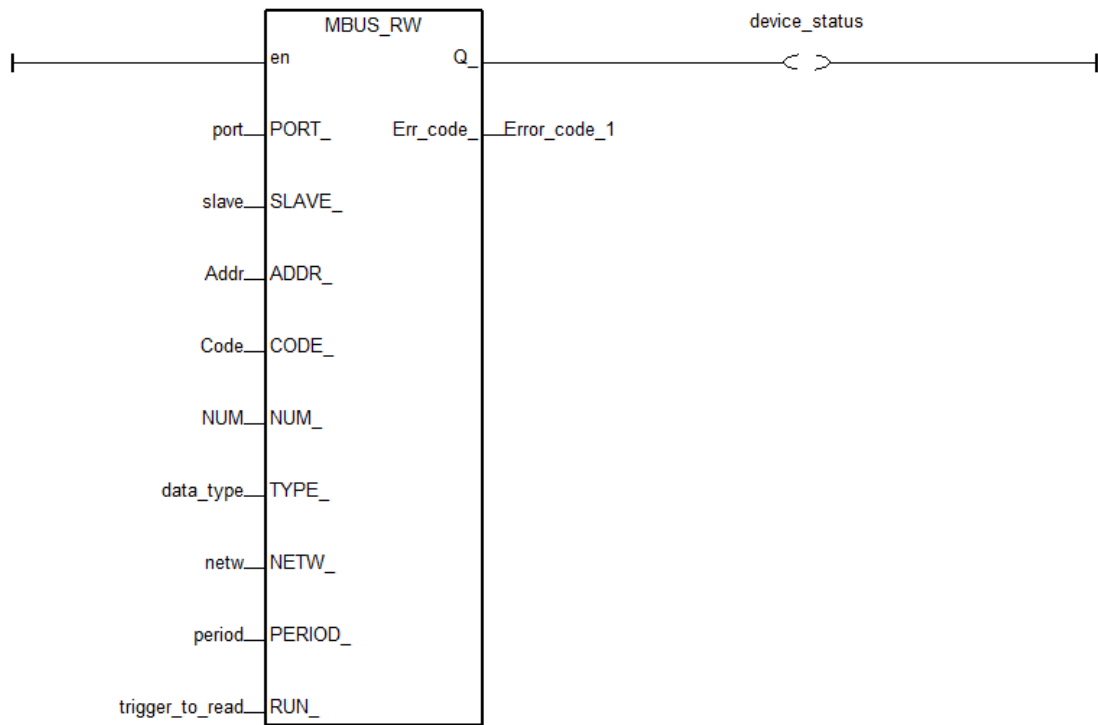 MBUS_RW
device_status
en Q_
port PORT_ Err_code_ Error_code_1
slave SLAVE_
Addr ADDR_
Code CODE_
NUM NUM_
data_type TYPE_
netw NETW_
period PERIOD_
trigger_to_read RUN_